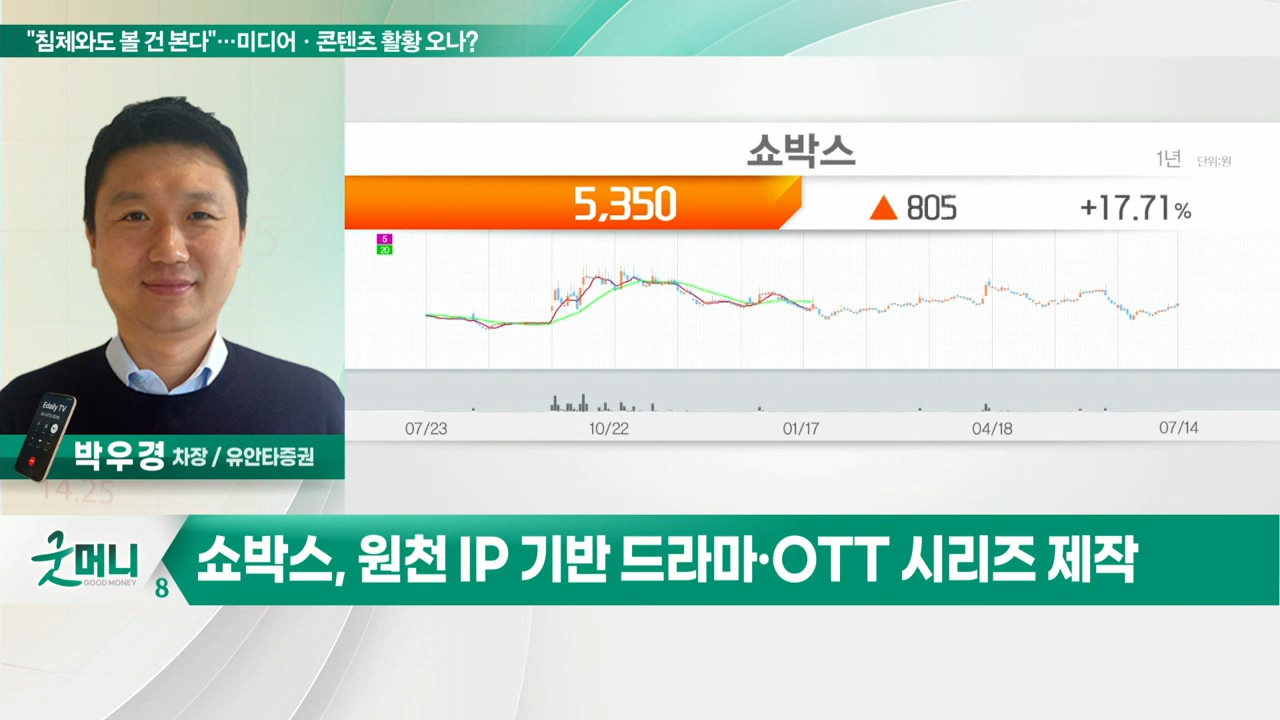 "침체와도 볼 건 본다"…미디어·콘텐츠 활황 오나?
쇼박스
1년 단위:원
5,350
▲ 805
+17.71%
5
20
07/23 10/22 01/17 04/18 07/14
Edaily TV
박우경 차장 / 유안타증권
14.25
굿머니
GOOD MONEY
8
쇼박스, 원천 IP 기반 드라마·OTT 시리즈 제작